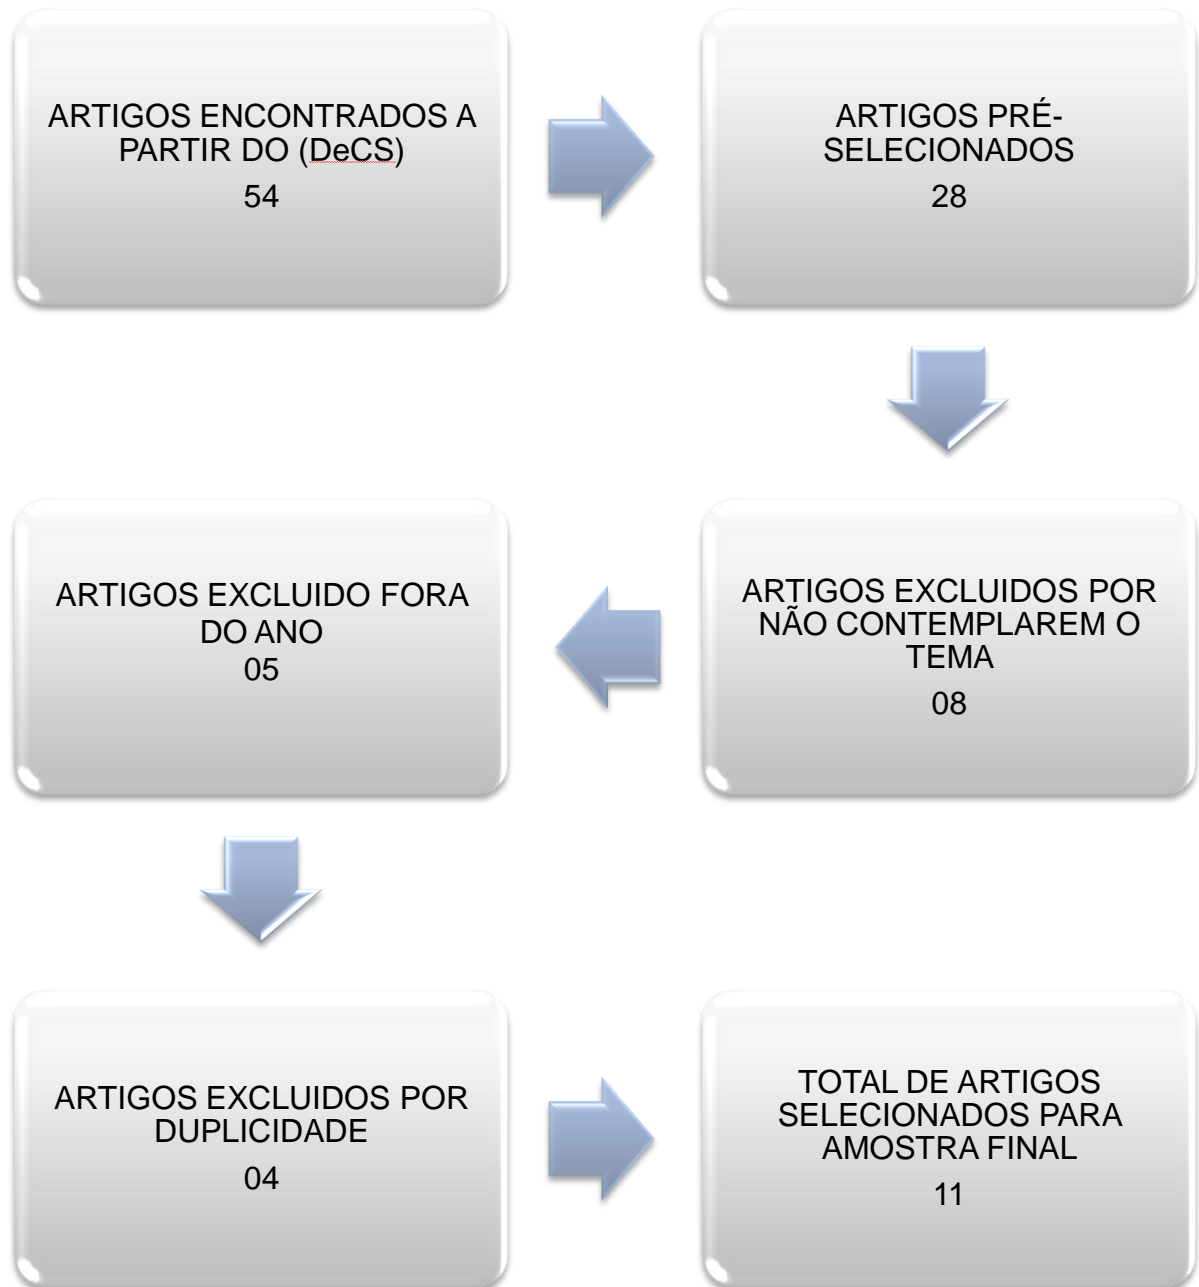 ARTIGOS ENCONTRADOS A
PARTIR DO (DeCS)
54
ARTIGOS PRÉ-
SELECIONADOS
28
ARTIGOS EXCLUIDOS POR
NÃO CONTEMPLAREM O
TEMA
08
ARTIGOS EXCLUIDO FORA
DO ANO
05
ARTIGOS EXCLUIDOS POR
DUPLICIDADE
04
TOTAL DE ARTIGOS
SELECIONADOS PARA
AMOSTRA FINAL
11